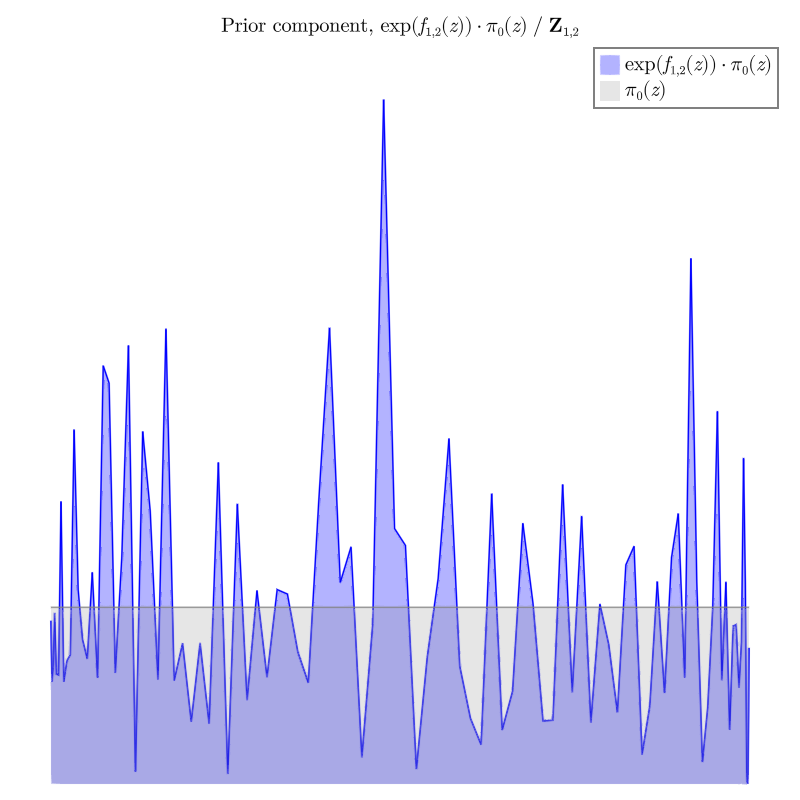 Prior component, exp(f₁,₂(z)) · π₀(z) / 𝐙₁,₂
exp(f₁,₂(z)) · π₀(z)
π₀(z)